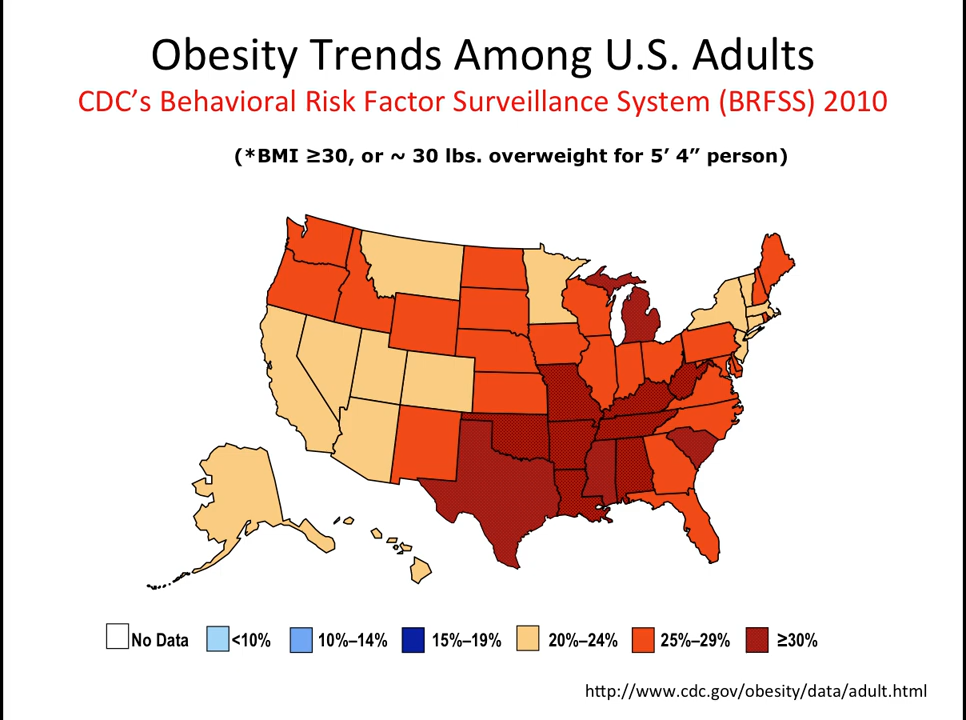 Obesity Trends Among U.S. Adults
CDC’s Behavioral Risk Factor Surveillance System (BRFSS) 2010
(*BMI ≥30, or ~ 30 lbs. overweight for 5’ 4” person)
No Data <10% 10%–14% 15%–19% 20%–24% 25%–29% ≥30%
http://www.cdc.gov/obesity/data/adult.html